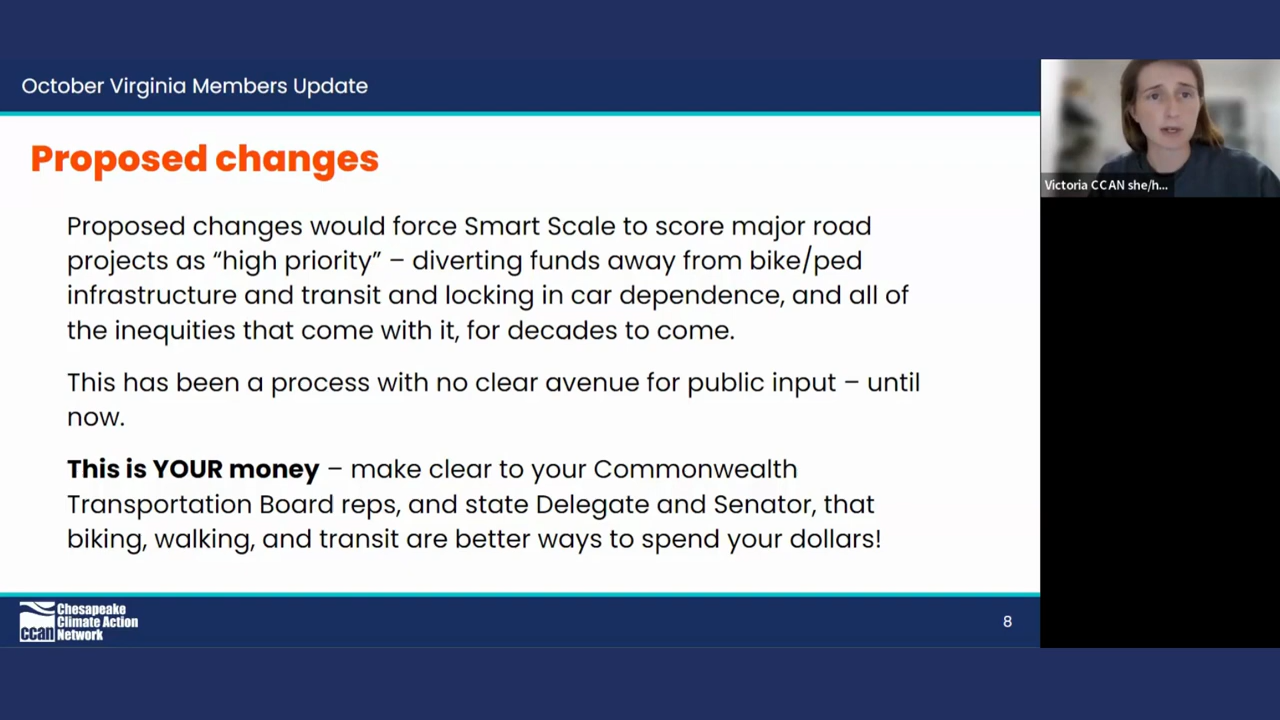 October Virginia Members Update
Proposed changes
Proposed changes would force Smart Scale to score major road
projects as “high priority” – diverting funds away from bike/ped
infrastructure and transit and locking in car dependence, and all of
the inequities that come with it, for decades to come.
This has been a process with no clear avenue for public input – until
now.
This is YOUR money – make clear to your Commonwealth
Transportation Board reps, and state Delegate and Senator, that
biking, walking, and transit are better ways to spend your dollars!
Victoria CCAN she/h...
ccan
Chesapeake
Climate Action
Network
8